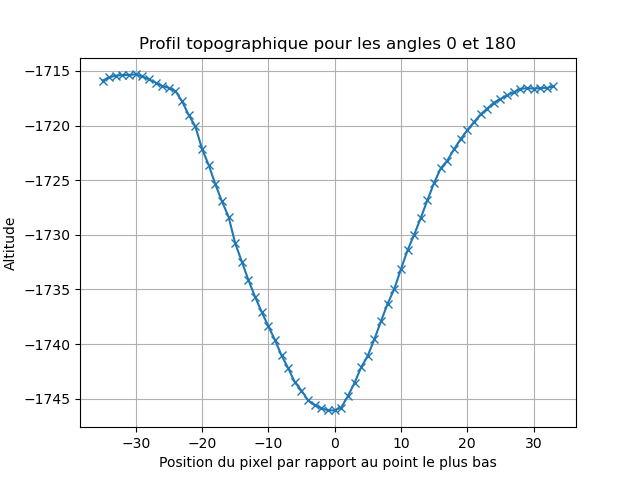 Profil topographique pour les angles 0 et 180
Altitude
−1715
−1720
−1725
−1730
−1735
−1740
−1745
−30 −20 −10 0 10 20 30
Position du pixel par rapport au point le plus bas